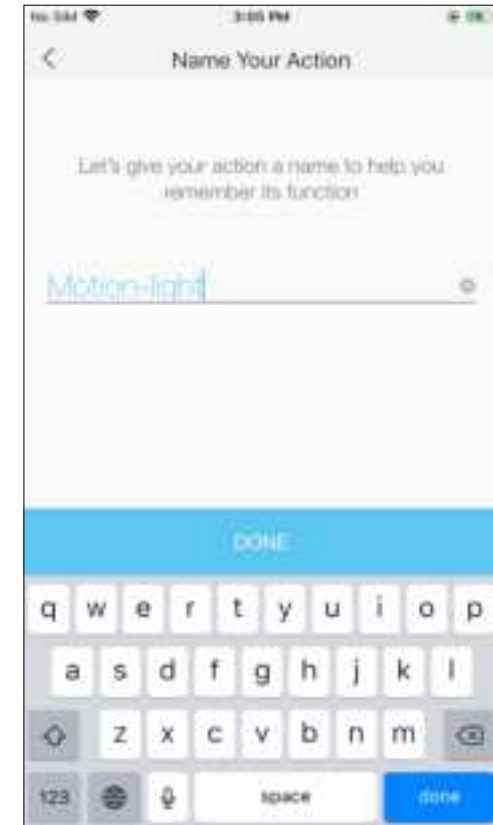 No SIM 3:05 PM
Name Your Action
Let's give your action a name to help you
remember its function
Motion-light
DONE
q w e r t y u i o p
a s d f g h j k l
z x c v b n m
123 space done